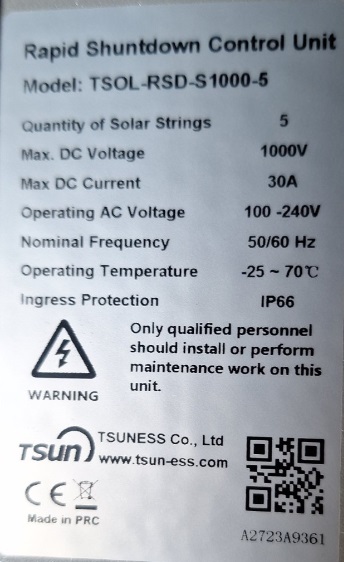 Rapid Shuntdown Control Unit
Model: TSOL-RSD-S1000-5
Quantity of Solar Strings 5
Max. DC Voltage 1000V
Max DC Current 30A
Operating AC Voltage 100 -240V
Nominal Frequency 50/60 Hz
Operating Temperature -25 ~ 70℃
Ingress Protection IP66
Only qualified personnel
should install or perform
maintenance work on this
unit.
WARNING
TSUNESS Co., Ltd
TSUN
www.tsun-ess.com
CE
Made in PRC
A2723A9361